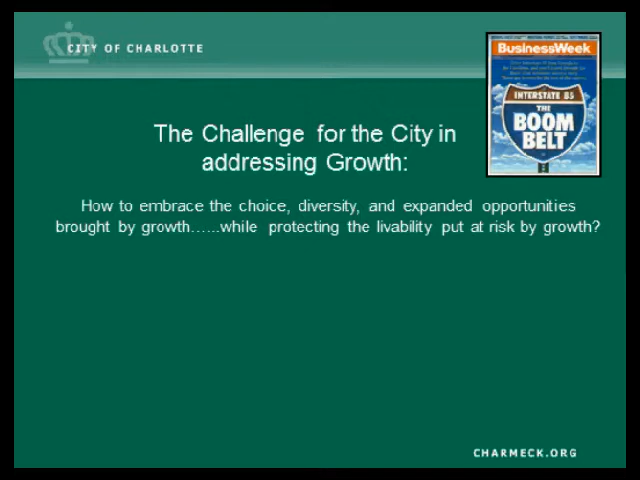 CITY OF CHARLOTTE
BusinessWeek
INTERSTATE 85
THE
BOOM
BELT
The Challenge for the City in
addressing Growth:
How to embrace the choice, diversity, and expanded opportunities
brought by growth......while protecting the livability put at risk by growth?
CHARMECK.ORG